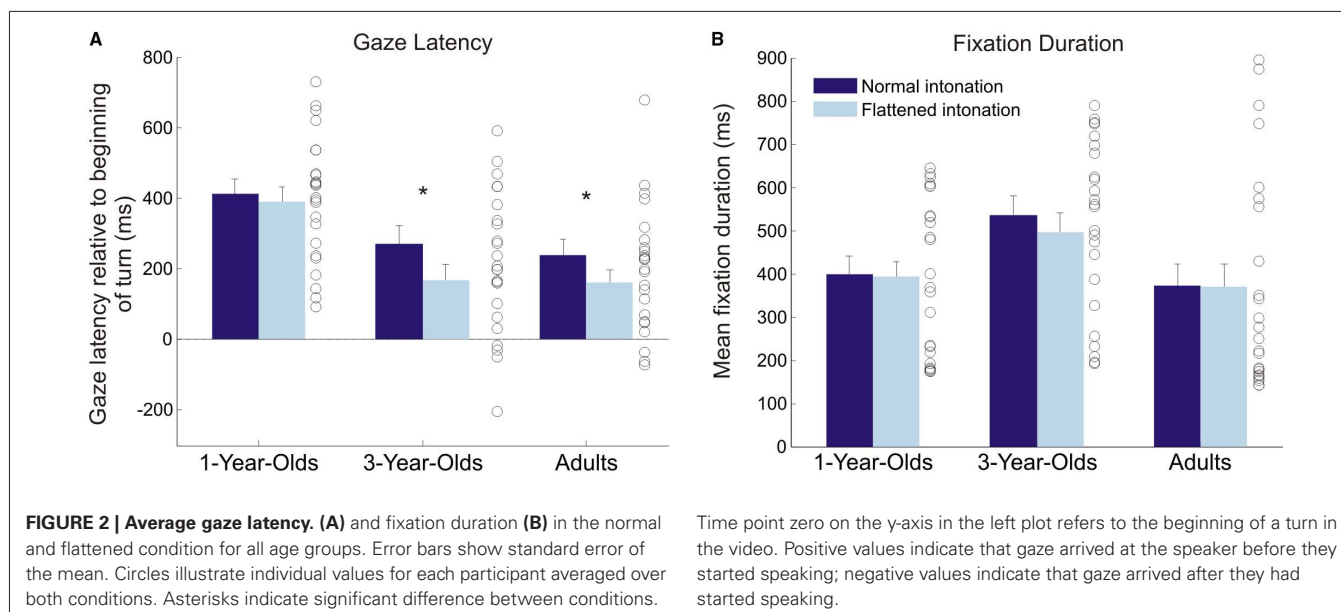 A
Gaze Latency
800
600
400
200
0
-200
Gaze latency relative to beginning
of turn (ms)
*
*
1-Year-Olds 3-Year-Olds Adults
B
Fixation Duration
900
800
700
600
500
400
300
200
100
0
Mean fixation duration (ms)
Normal intonation
Flattened intonation
1-Year-Olds 3-Year-Olds Adults
FIGURE 2 | Average gaze latency. (A) and fixation duration (B) in the normal
and flattened condition for all age groups. Error bars show standard error of
the mean. Circles illustrate individual values for each participant averaged over
both conditions. Asterisks indicate significant difference between conditions.
Time point zero on the y-axis in the left plot refers to the beginning of a turn in
the video. Positive values indicate that gaze arrived at the speaker before they
started speaking; negative values indicate that gaze arrived after they had
started speaking.